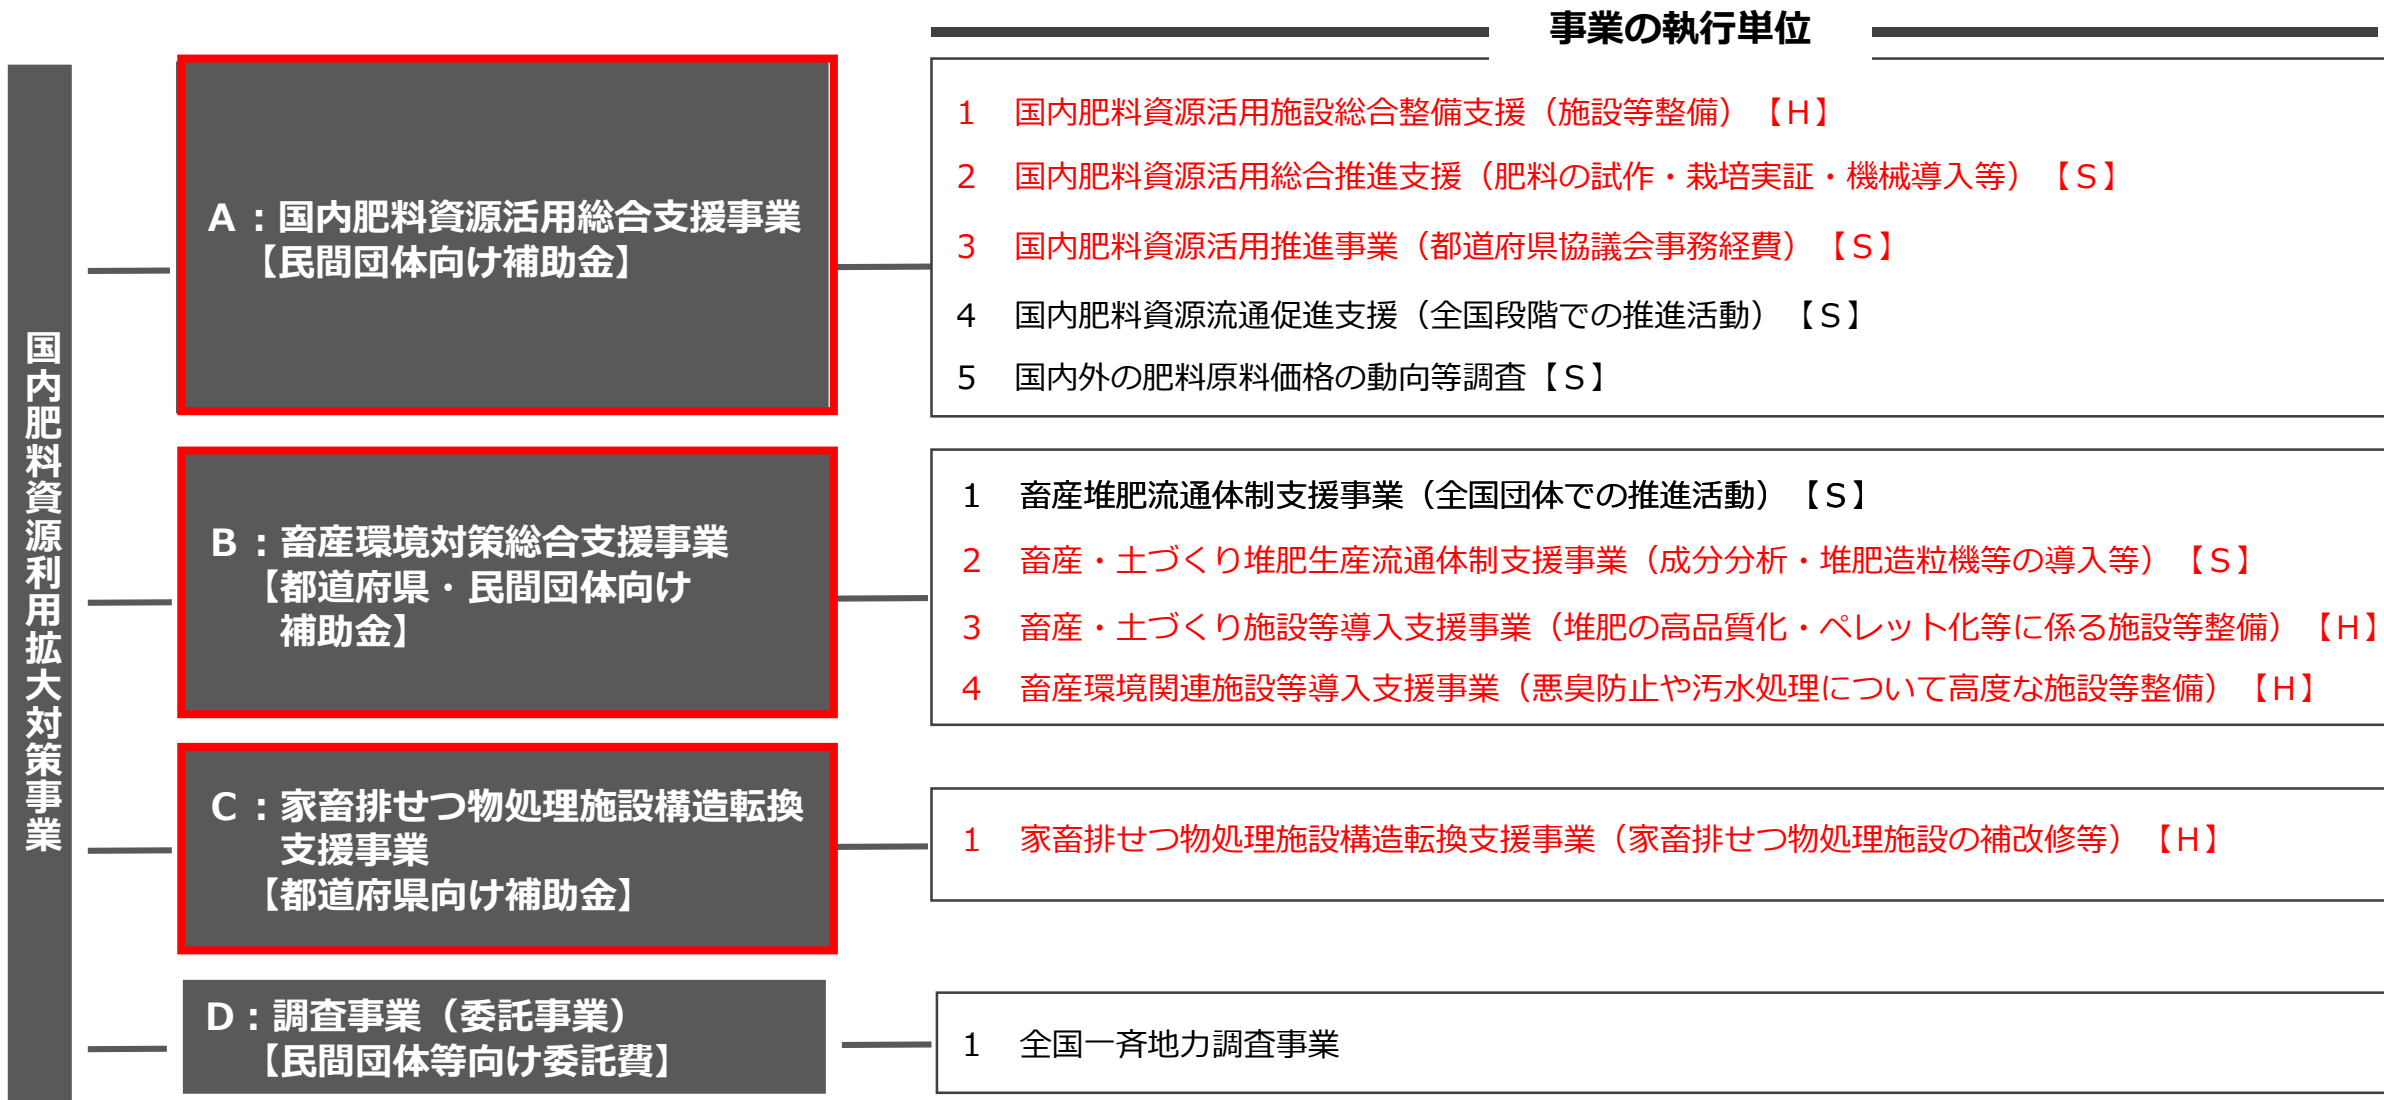 事業の執行単位
国内肥料資源利用拡大対策事業
A：国内肥料資源活用総合支援事業
【民間団体向け補助金】
1 国内肥料資源活用施設総合整備支援（施設等整備）【H】
2 国内肥料資源活用総合推進支援（肥料の試作・栽培実証・機械導入等）【S】
3 国内肥料資源活用推進事業（都道府県協議会事務経費）【S】
4 国内肥料資源流通促進支援（全国段階での推進活動）【S】
5 国内外の肥料原料価格の動向等調査【S】
B：畜産環境対策総合支援事業
【都道府県・民間団体向け
補助金】
1 畜産堆肥流通体制支援事業（全国団体での推進活動）【S】
2 畜産・土づくり堆肥生産流通体制支援事業（成分分析・堆肥造粒機等の導入等）【S】
3 畜産・土づくり施設等導入支援事業（堆肥の高品質化・ペレット化等に係る施設等整備）【H】
4 畜産環境関連施設等導入支援事業（悪臭防止や汚水処理について高度な施設等整備）【H】
C：家畜排せつ物処理施設構造転換
支援事業
【都道府県向け補助金】
1 家畜排せつ物処理施設構造転換支援事業（家畜排せつ物処理施設の補改修等）【H】
D：調査事業（委託事業）
【民間団体等向け委託費】
1 全国一斉地力調査事業